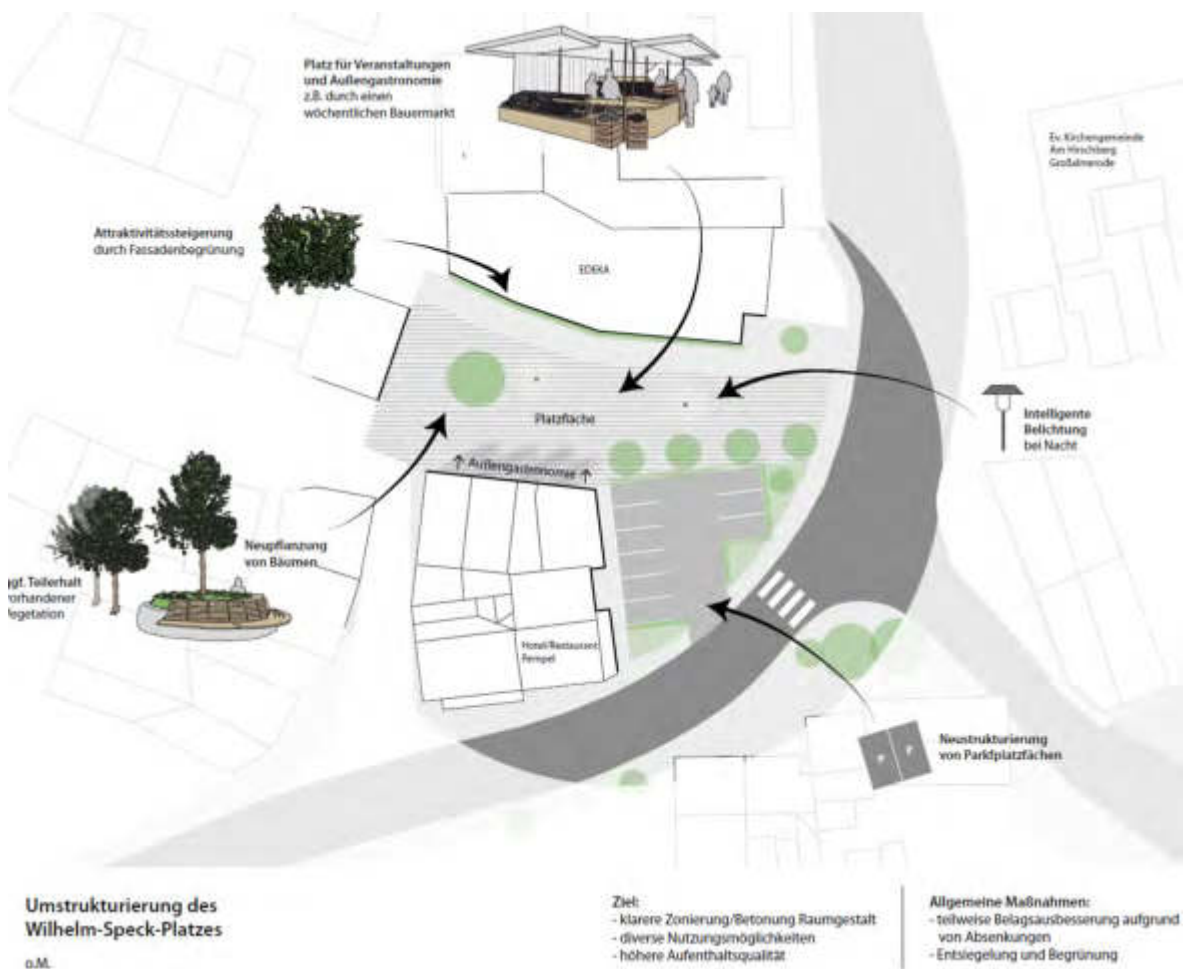 Platz für Veranstaltungen
und Außengastronomie
z.B. durch einen
wöchentlichen Bauermarkt
Ev. Kirchengemeinde
Am Hirschberg
Großalmerode
Attraktivitätssteigerung
durch Fassadenbegrünung
EDEKA
Platzfläche
Intelligente
Belichtung
bei Nacht
↑ Außengastronomie ↑
Neupflanzung
von Bäumen
ggf. Teilerhalt
vorhandener
Vegetation
Hotel/Restaurant
Pempel
P P
Neustrukturierung
von Parkplatzfächen
Umstrukturierung des
Wilhelm-Speck-Platzes
o.M.
Ziel:
- klarere Zonierung/Betonung Raumgestalt
- diverse Nutzungsmöglichkeiten
- höhere Aufenthaltsqualität
Allgemeine Maßnahmen:
- teilweise Belagsausbesserung aufgrund
von Absenkungen
- Entsiegelung und Begrünung